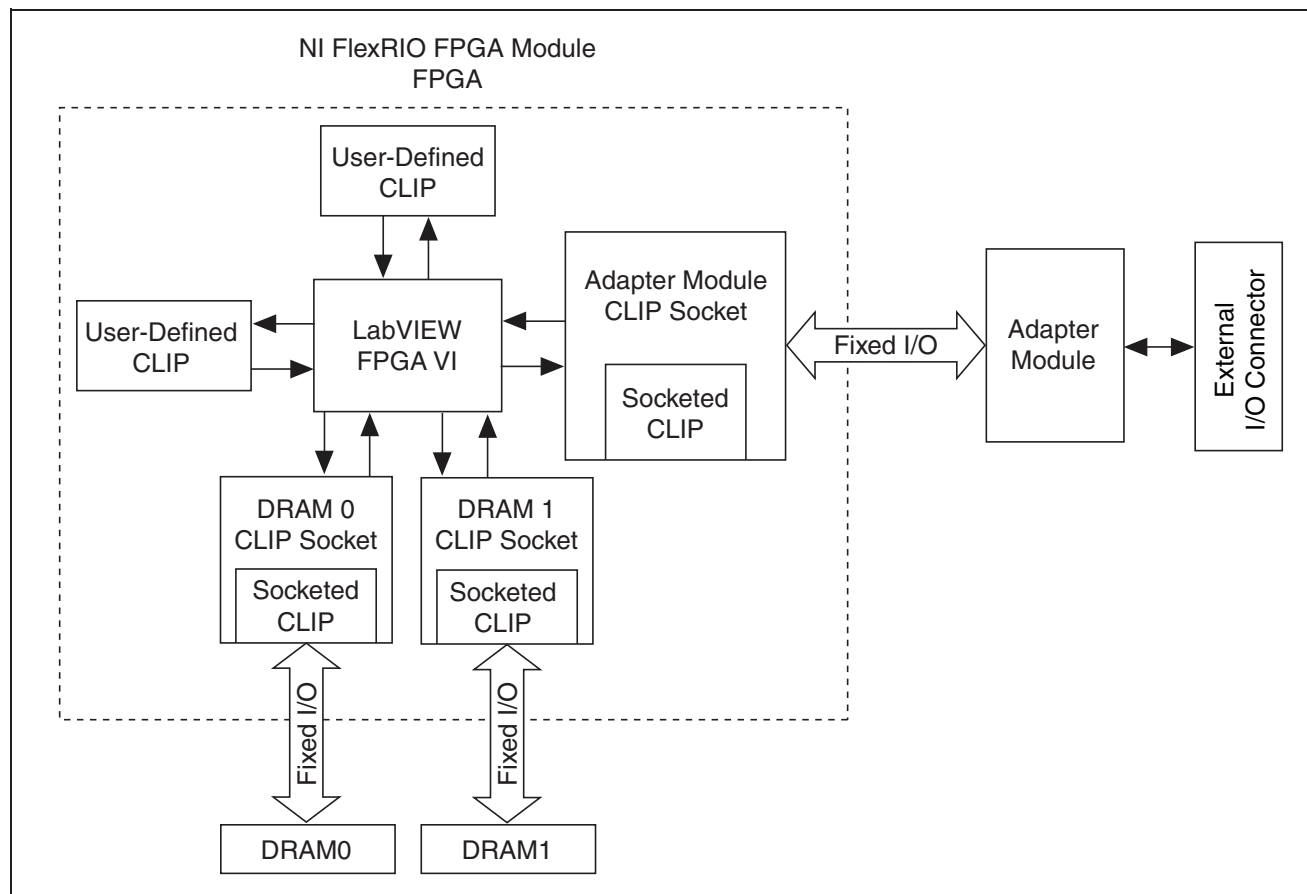 NI FlexRIO FPGA Module
FPGA
User-Defined
CLIP
User-Defined
CLIP
LabVIEW
FPGA VI
Adapter Module
CLIP Socket
Socketed
CLIP
Fixed I/O
Adapter
Module
External
I/O Connector
DRAM 0
CLIP Socket
Socketed
CLIP
DRAM 1
CLIP Socket
Socketed
CLIP
Fixed I/O
Fixed I/O
DRAM0
DRAM1